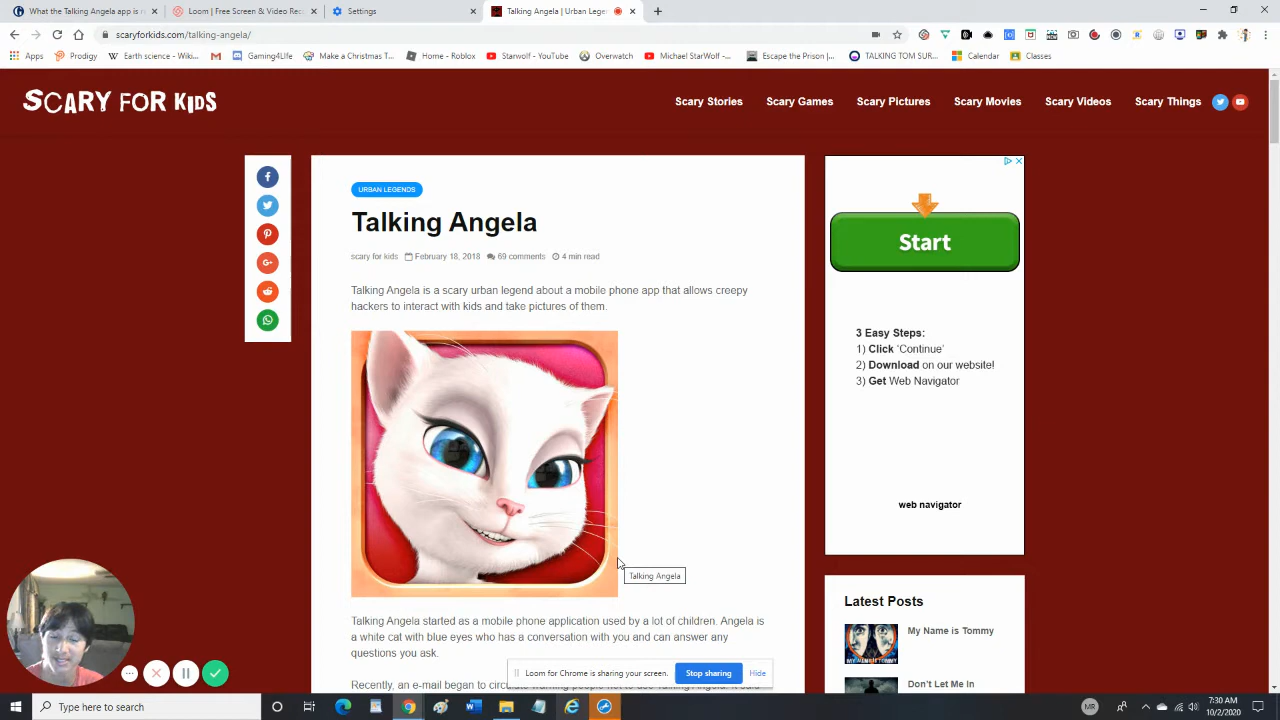 What the Talking Angela app is r
Loom | Free Screen & Video Rec
Settings
Talking Angela | Urban Leger
scaryforkids.com/talking-angela/
Apps
Prodigy
Earth science - Wiki...
Gaming4Life
Make a Christmas T...
Home - Roblox
Starwolf - YouTube
Overwatch
Michael StarWolf -...
Escape the Prison |...
TALKING TOM SUR...
Calendar
Classes
SCARY FOR KIDS
Scary Stories
Scary Games
Scary Pictures
Scary Movies
Scary Videos
Scary Things
URBAN LEGENDS
Talking Angela
scary for kids February 18, 2018 69 comments 4 min read
Talking Angela is a scary urban legend about a mobile phone app that allows creepy
hackers to interact with kids and take pictures of them.
Talking Angela
Talking Angela started as a mobile phone application used by a lot of children. Angela is
a white cat with blue eyes who has a conversation with you and can answer any
questions you ask.
Start
3 Easy Steps:
1) Click ‘Continue’
2) Download on our website!
3) Get Web Navigator
web navigator
Latest Posts
My Name is Tommy
MY NAME IS TOMMY
Don't Let Me In
Loom for Chrome is sharing your screen.
Stop sharing
Hide
Type here to search
MR
7:30 AM
10/2/2020